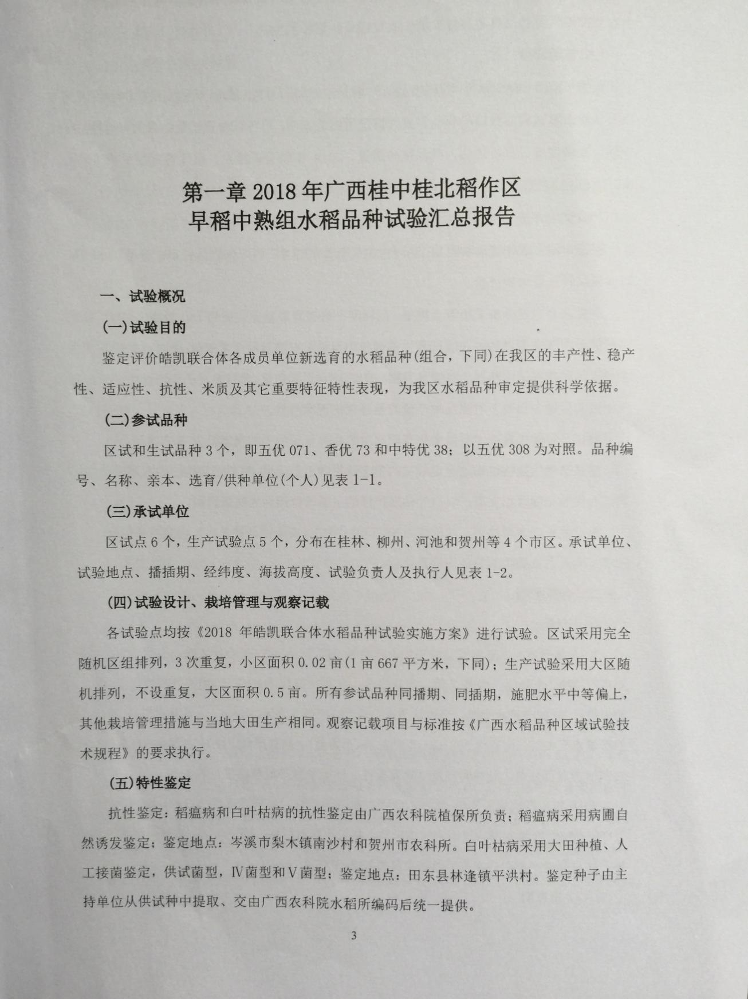 第一章 2018 年广西桂中桂北稻作区
早稻中熟组水稻品种试验汇总报告
一、试验概况
(一)试验目的
鉴定评价皓凯联合体各成员单位新选育的水稻品种(组合，下同)在我区的丰产性、稳产
性、适应性、抗性、米质及其它重要特征特性表现，为我区水稻品种审定提供科学依据。
(二)参试品种
区试和生试品种 3 个，即五优 071、香优 73 和中特优 38；以五优 308 为对照。品种编
号、名称、亲本、选育/供种单位(个人)见表 1-1。
(三)承试单位
区试点 6 个，生产试验点 5 个，分布在桂林、柳州、河池和贺州等 4 个市区。承试单位、
试验地点、播插期、经纬度、海拔高度、试验负责人及执行人见表 1-2。
(四)试验设计、栽培管理与观察记载
各试验点均按《2018 年皓凯联合体水稻品种试验实施方案》进行试验。区试采用完全
随机区组排列，3 次重复，小区面积 0.02 亩(1 亩 667 平方米，下同)；生产试验采用大区随
机排列，不设重复，大区面积 0.5 亩。所有参试品种同播期、同插期，施肥水平中等偏上，
其他栽培管理措施与当地大田生产相同。观察记载项目与标准按《广西水稻品种区域试验技
术规程》的要求执行。
(五)特性鉴定
抗性鉴定：稻瘟病和白叶枯病的抗性鉴定由广西农科院植保所负责；稻瘟病采用病圃自
然诱发鉴定；鉴定地点：岑溪市梨木镇南沙村和贺州市农科所。白叶枯病采用大田种植、人
工接菌鉴定，供试菌型，Ⅳ菌型和Ⅴ菌型；鉴定地点：田东县林逢镇平洪村。鉴定种子由主
持单位从供试种中提取、交由广西农科院水稻所编码后统一提供。
3